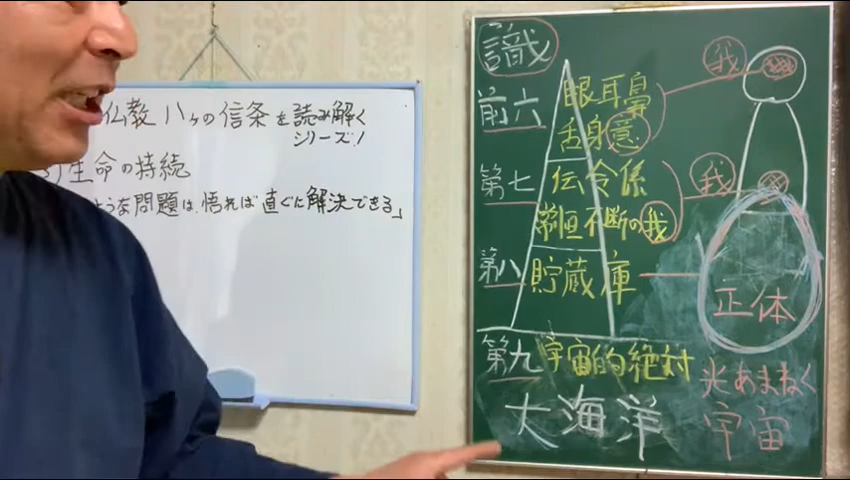 仏教 八ヶの信条を読み解く
シリーズ!
生命の持続
ような問題は、悟れば直ぐに解決できる」
識
前六
眼耳鼻
舌身意
我
第七
伝令係
恒不断の我
我
第八
貯蔵庫
正体
第九
宇宙的絶対
大海洋
光あまねく
宇宙